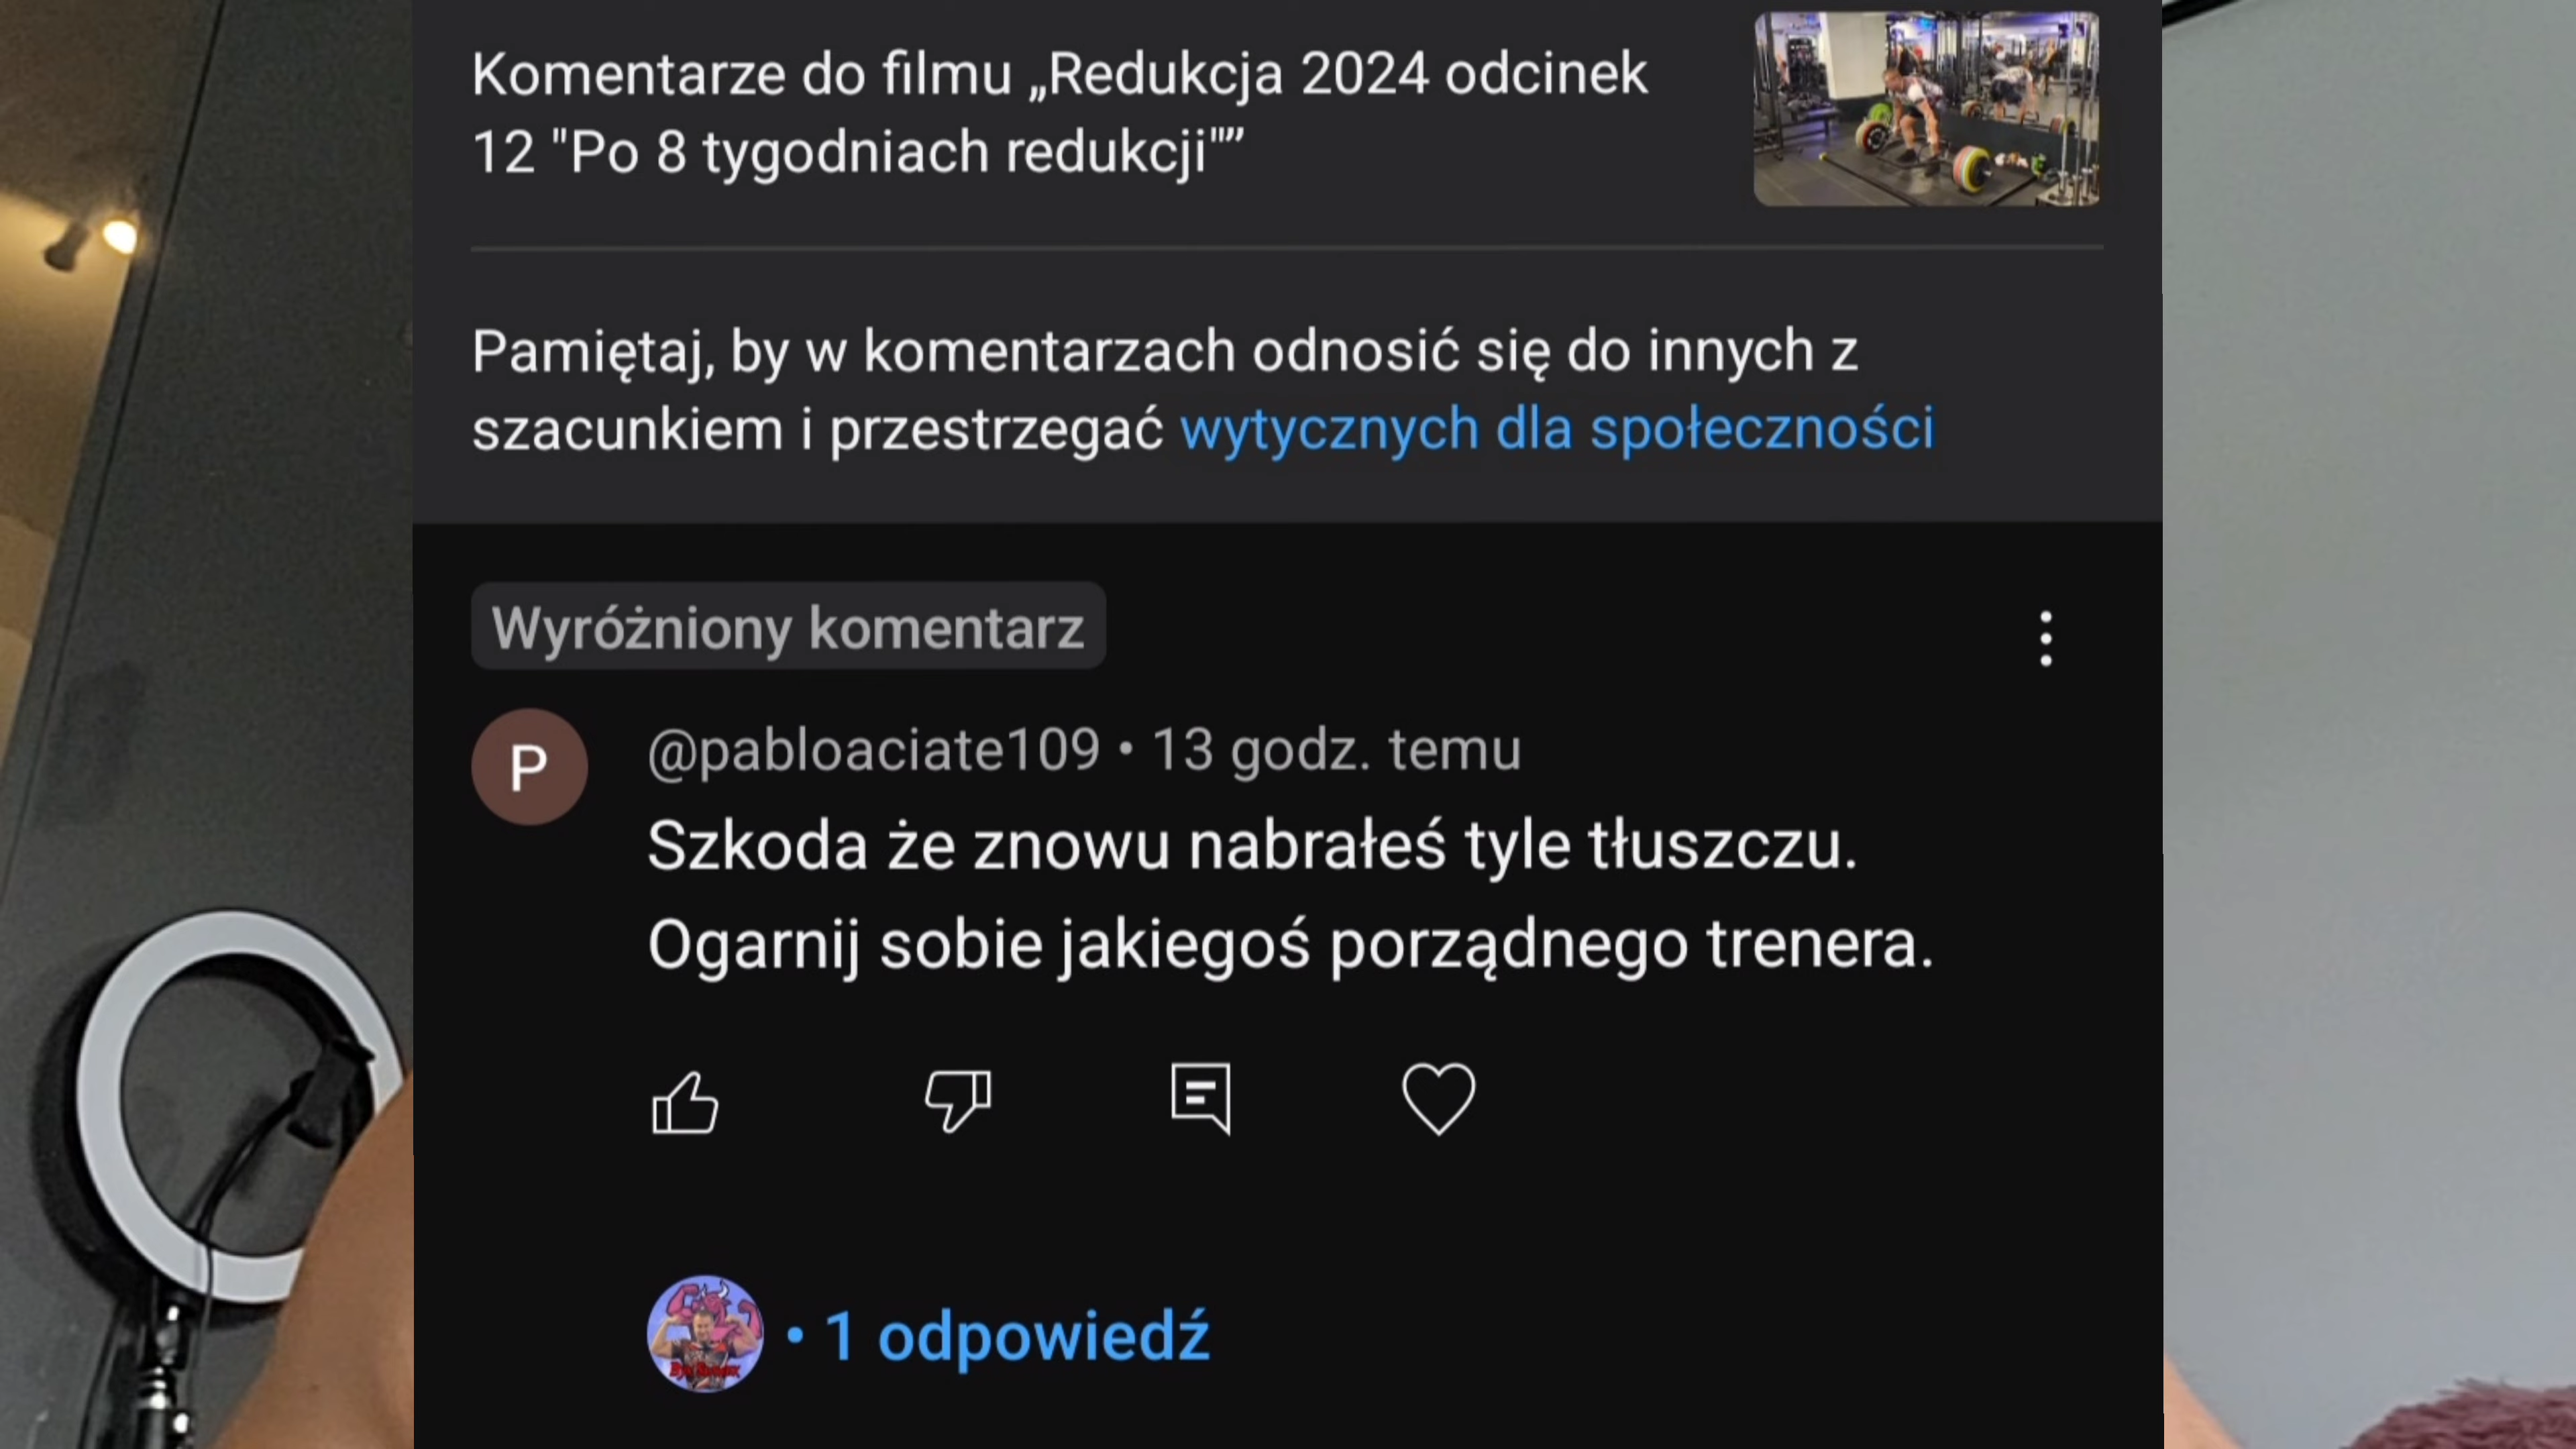 Komentarze do filmu „Redukcja 2024 odcinek
12 "Po 8 tygodniach redukcji"”
Pamiętaj, by w komentarzach odnosić się do innych z
szacunkiem i przestrzegać wytycznych dla społeczności
Wyróżniony komentarz
P
@pabloaciate109 • 13 godz. temu
Szkoda że znowu nabrałeś tyle tłuszczu.
Ogarnij sobie jakiegoś porządnego trenera.
• 1 odpowiedź